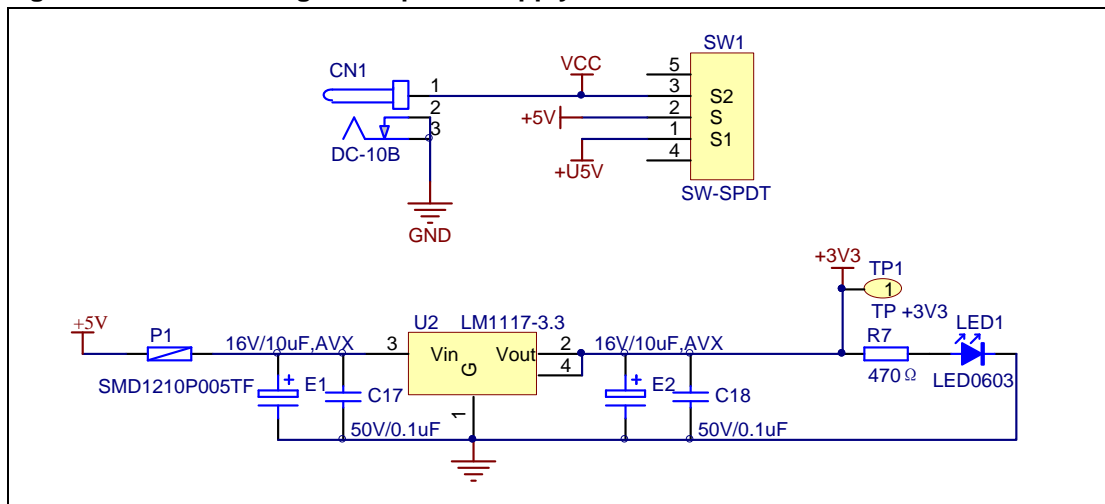 SW1
VCC
CN1
5
1
3
S2
2
+5V
2
S
3
1
S1
DC-10B
+U5V
4
SW-SPDT
GND
+3V3
TP1
1
+5V
U2
LM1117-3.3
TP +3V3
P1
R7
LED1
16V/10uF,AVX
3
Vin
Vout
2
16V/10uF,AVX
G
4
SMD1210P005TF
+
E1
C17
+
E2
C18
470Ω
LED0603
1
50V/0.1uF
50V/0.1uF